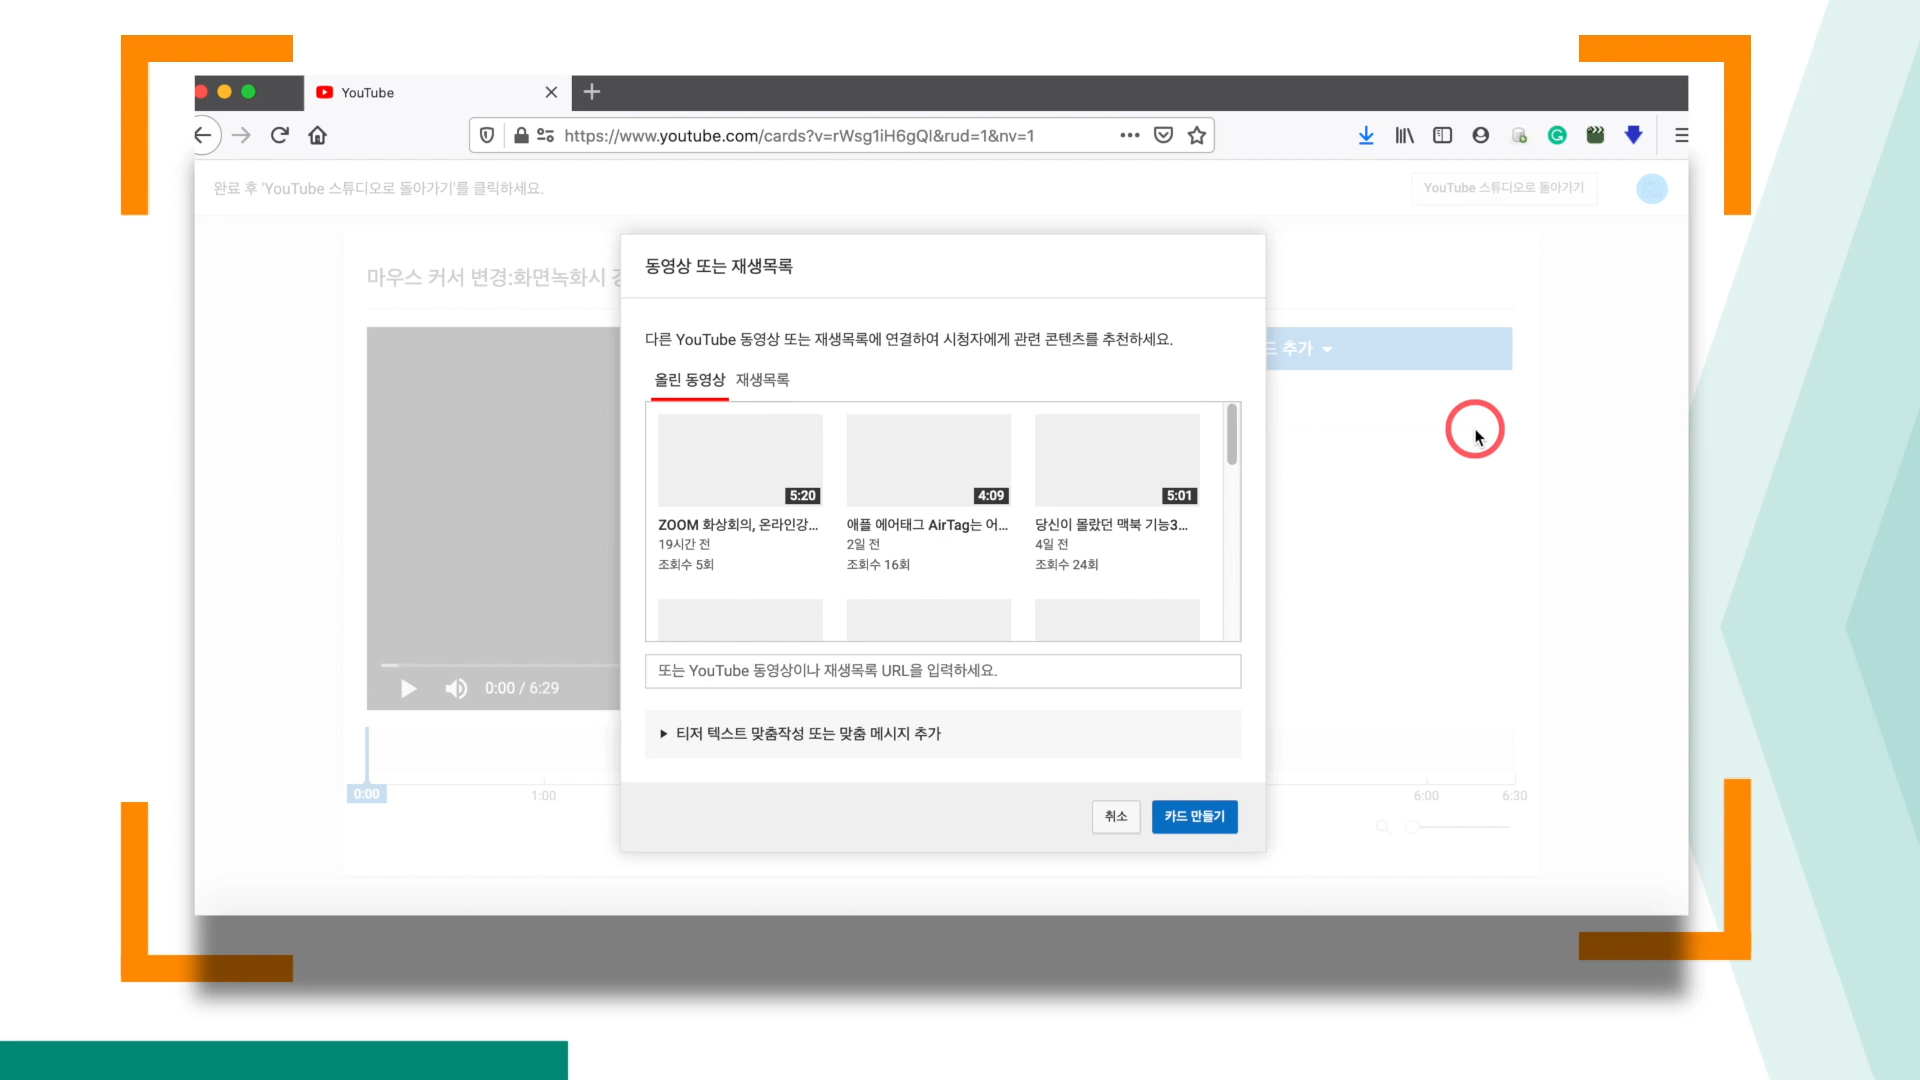 YouTube
https://www.youtube.com/cards?v=rWsg1iH6gQI&rud=1&nv=1
완료 후 'YouTube 스튜디오로 돌아가기'를 클릭하세요.
YouTube 스튜디오로 돌아가기
마우스 커서 변경:화면녹화시
동영상 또는 재생목록
다른 YouTube 동영상 또는 재생목록에 연결하여 시청자에게 관련 콘텐츠를 추천하세요.
추가
올린 동영상 재생목록
5:20 4:09 5:01
ZOOM 화상회의, 온라인강... 애플 에어태그 AirTag는 어... 당신이 몰랐던 맥북 기능3...
19시간 전 2일 전 4일 전
조회수 5회 조회수 16회 조회수 24회
또는 YouTube 동영상이나 재생목록 URL을 입력하세요.
0:00 / 6:29
티저 텍스트 맞춤작성 또는 맞춤 메시지 추가
0:00 1:00 6:00 6:30
취소 카드 만들기